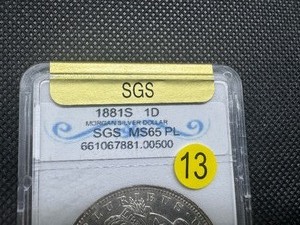 SGS
1881S 1D
MORGAN SILVER DOLLAR
SGS MS65 PL
661067881.00500
13